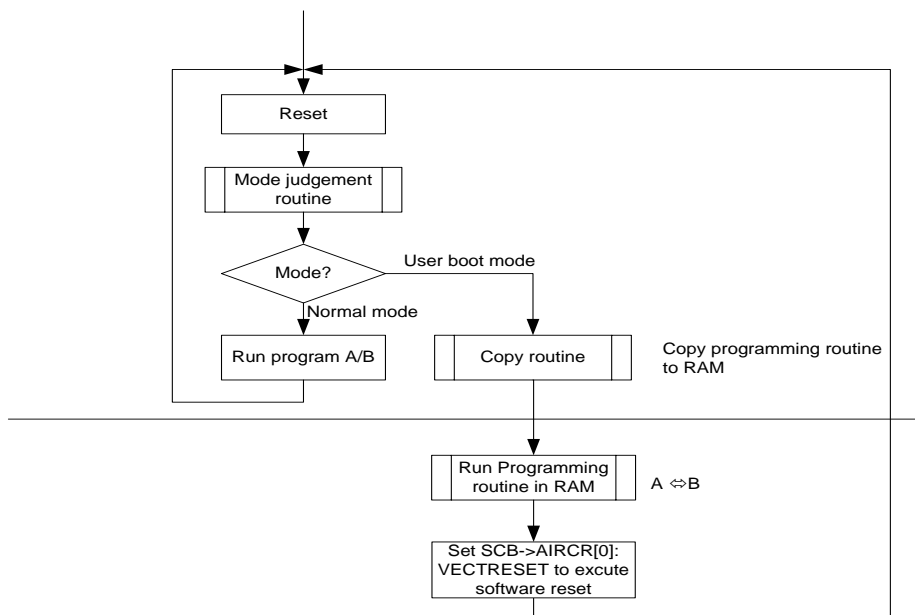 Reset
Mode judgement
routine
Mode?
User boot mode
Normal mode
Run program A/B
Copy routine
Copy programming routine
to RAM
Run Programming
routine in RAM
A ⇔B
Set SCB->AIRCR[0]:
VECTRESET to excute
software reset